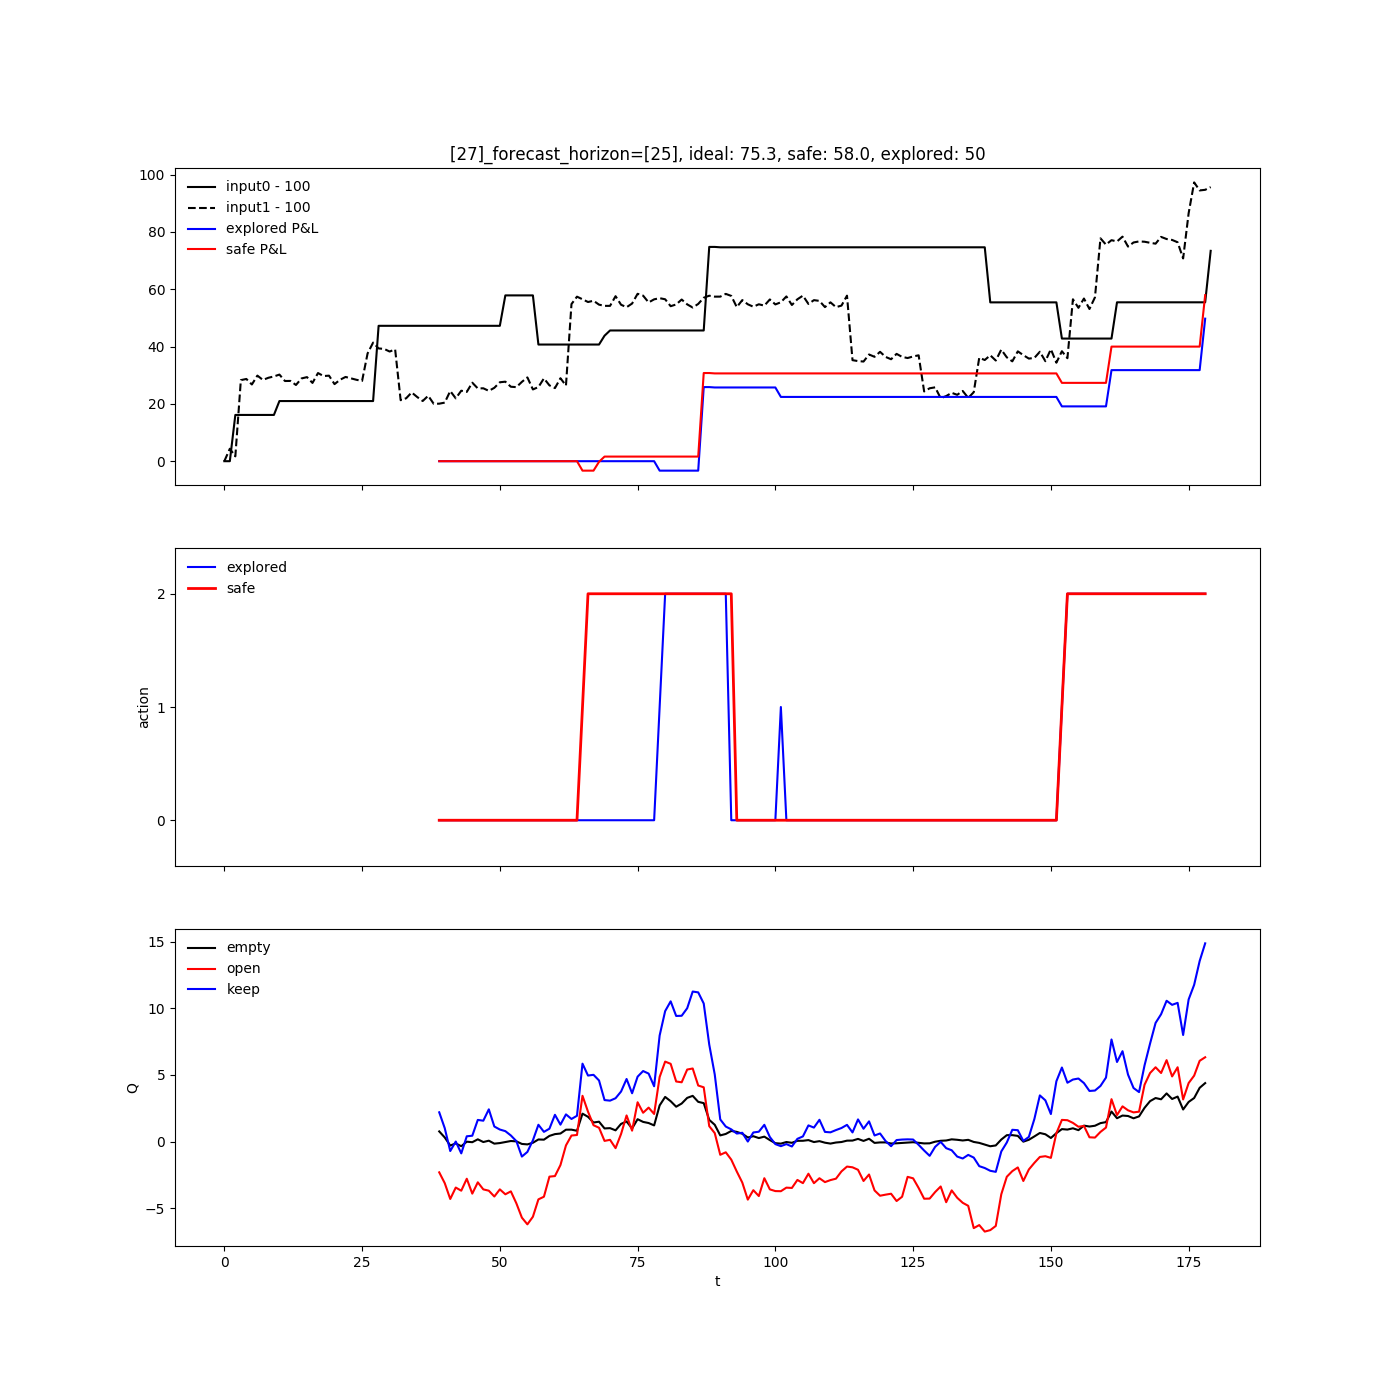 [27]_forecast_horizon=[25], ideal: 75.3, safe: 58.0, explored: 50
100
80
60
40
20
0
input0 - 100
input1 - 100
explored P&L
safe P&L
action
2
1
0
explored
safe
Q
15
10
5
0
−5
empty
open
keep
0 25 50 75 100 125 150 175
t